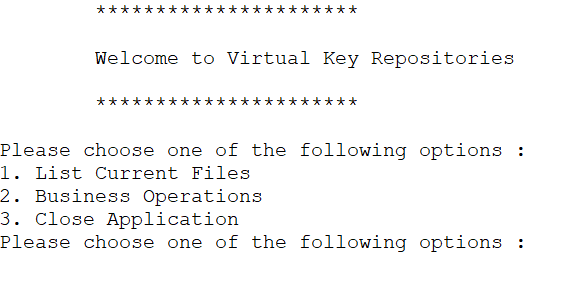 **********************
Welcome to Virtual Key Repositories
**********************
Please choose one of the following options :
1. List Current Files
2. Business Operations
3. Close Application
Please choose one of the following options :